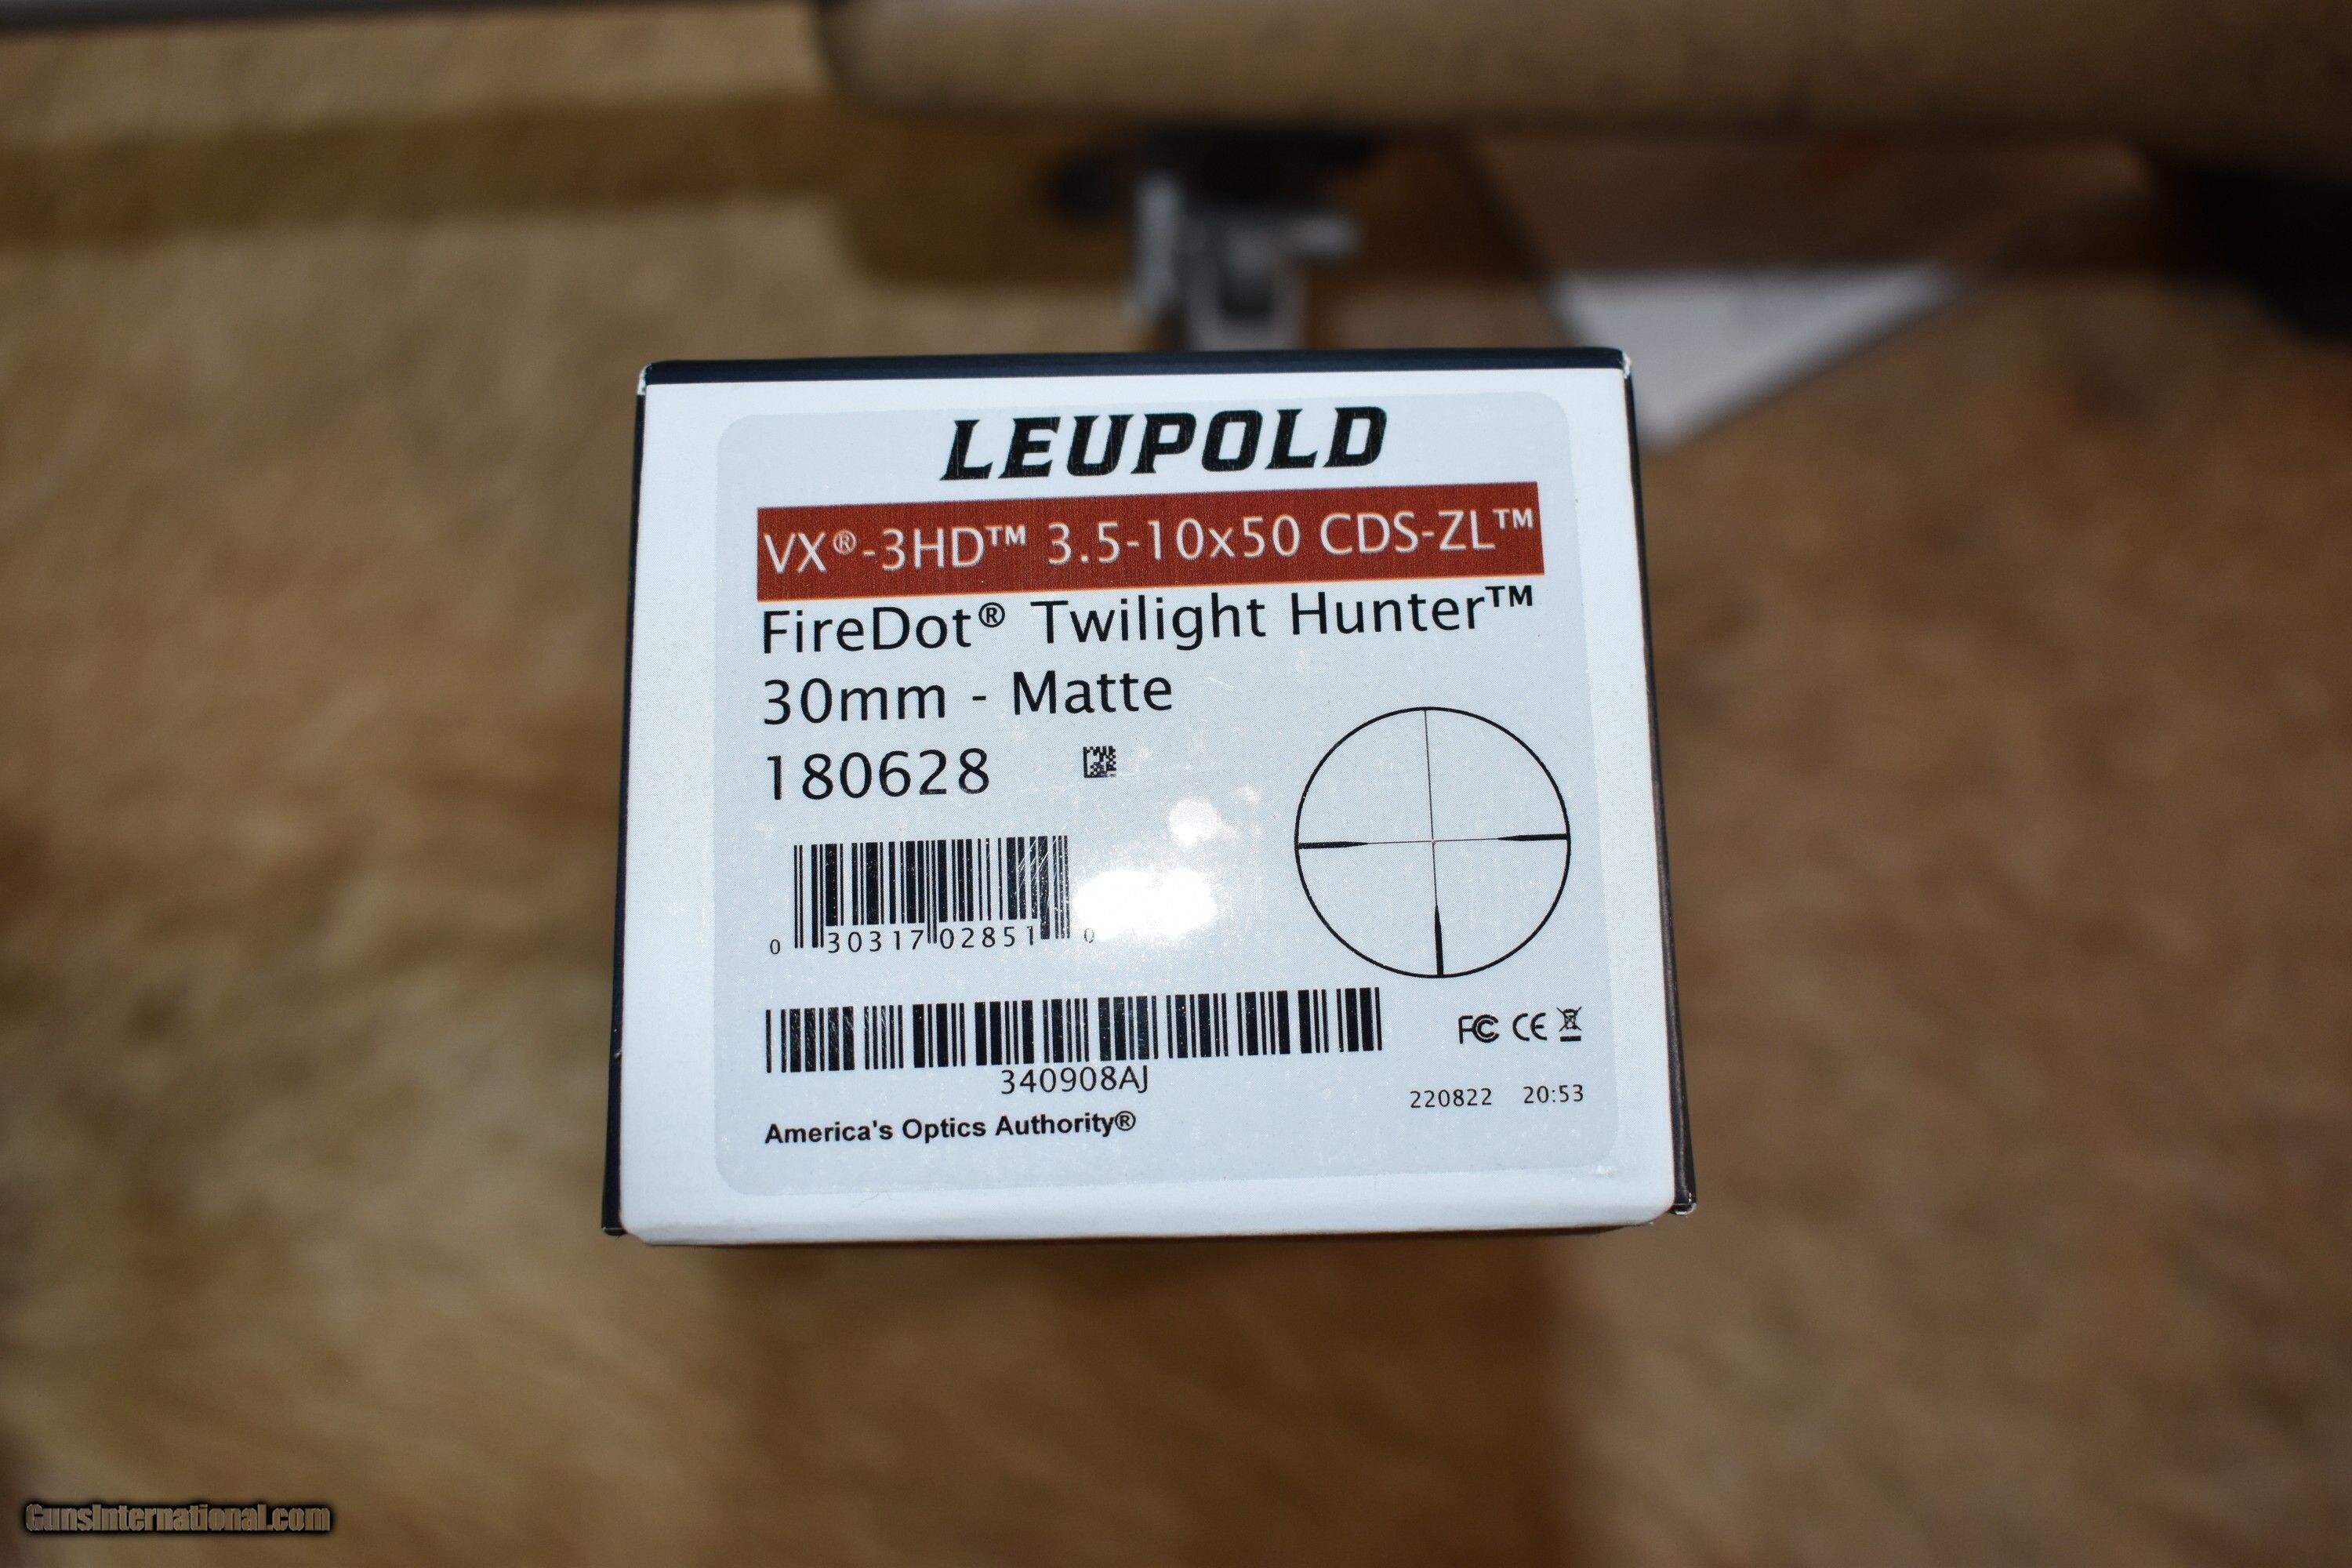 LEUPOLD
VX®-3HD™ 3.5-10x50 CDS-ZL™
FireDot® Twilight Hunter™
30mm - Matte
180628
0 30317 02851 0
340908AJ
FC CE
220822 20:53
America's Optics Authority®
GunsInternational.com